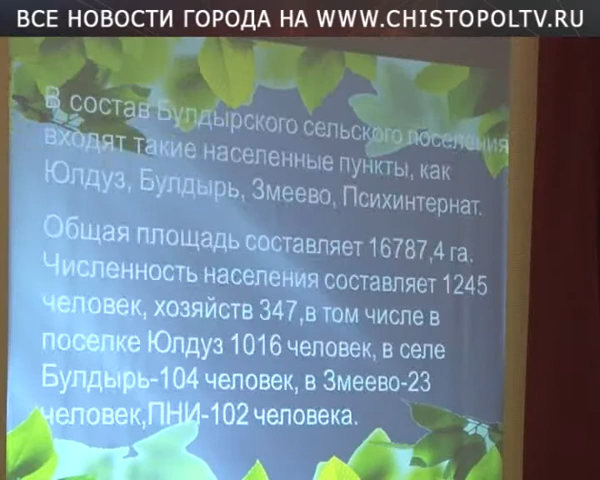 ВСЕ НОВОСТИ ГОРОДА НА WWW.CHISTOPOLTV.RU
В состав Булдырского сельского поселения
входят такие населенные пункты, как
Юлдуз, Булдырь, Змеево, Психинтернат.
Общая площадь составляет 16787,4 га.
Численность населения составляет 1245
человек, хозяйств 347,в том числе в
поселке Юлдуз 1016 человек, в селе
Булдырь-104 человек, в Змеево-23
человек,ПНИ-102 человека.